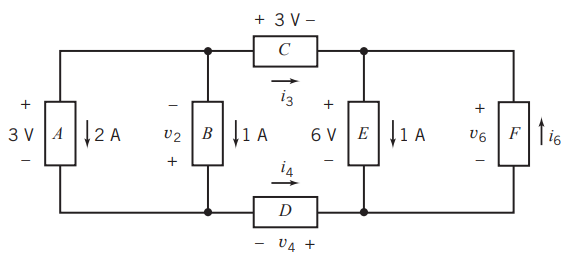 + 3 V −
C
i3
+ − + +
3 V A 2 A v2 B 1 A 6 V E 1 A v6 F i6
− + − −
i4
D
− v4 +